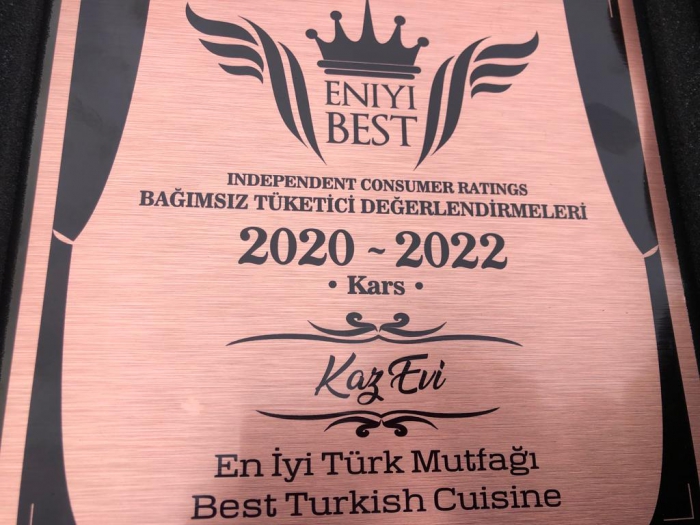 ENIYI
BEST
INDEPENDENT CONSUMER RATINGS
BAĞIMSIZ TÜKETİCİ DEĞERLENDİRMELERİ
2020 ~ 2022
• Kars •
Kaz Evi
En İyi Türk Mutfağı
Best Turkish Cuisine